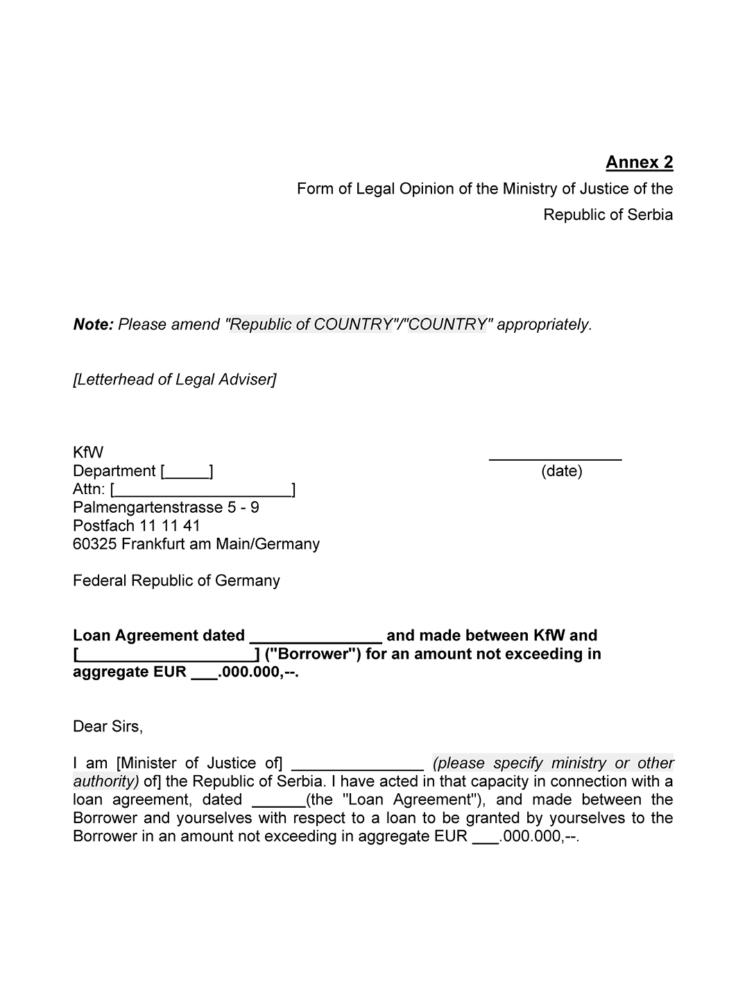 Annex 2
Form of Legal Opinion of the Ministry of Justice of the
Republic of Serbia
Note: Please amend "Republic of COUNTRY"/"COUNTRY" appropriately.
[Letterhead of Legal Adviser]
KfW
_______________
Department [_____]
(date)
Attn: [____________________]
Palmengartenstrasse 5 - 9
Postfach 11 11 41
60325 Frankfurt am Main/Germany
Federal Republic of Germany
Loan Agreement dated _______________ and made between KfW and
[____________________] ("Borrower") for an amount not exceeding in
aggregate EUR ___.000.000,--.
Dear Sirs,
I am [Minister of Justice of] _______________ (please specify ministry or other
authority) of] the Republic of Serbia. I have acted in that capacity in connection with a
loan agreement, dated ______(the "Loan Agreement"), and made between the
Borrower and yourselves with respect to a loan to be granted by yourselves to the
Borrower in an amount not exceeding in aggregate EUR ___.000.000,--.